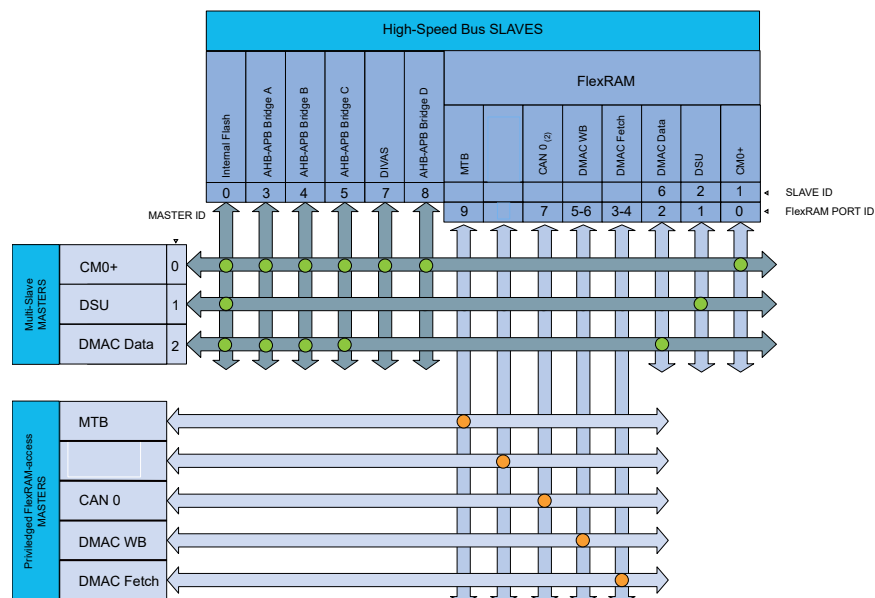 High-Speed Bus SLAVES
FlexRAM
Internal Flash
AHB-APB Bridge A
AHB-APB Bridge B
AHB-APB Bridge C
DIVAS
AHB-APB Bridge D
MTB
CAN 0 (2)
DMAC WB
DMAC Fetch
DMAC Data
DSU
CM0+
0 3 4 5 7 8 6 2 1 SLAVE ID
MASTER ID 9 7 5-6 3-4 2 1 0 FlexRAM PORT ID
Multi-Slave
MASTERS
CM0+ 0
DSU 1
DMAC Data 2
Priviledged FlexRAM-access
MASTERS
MTB
CAN 0
DMAC WB
DMAC Fetch